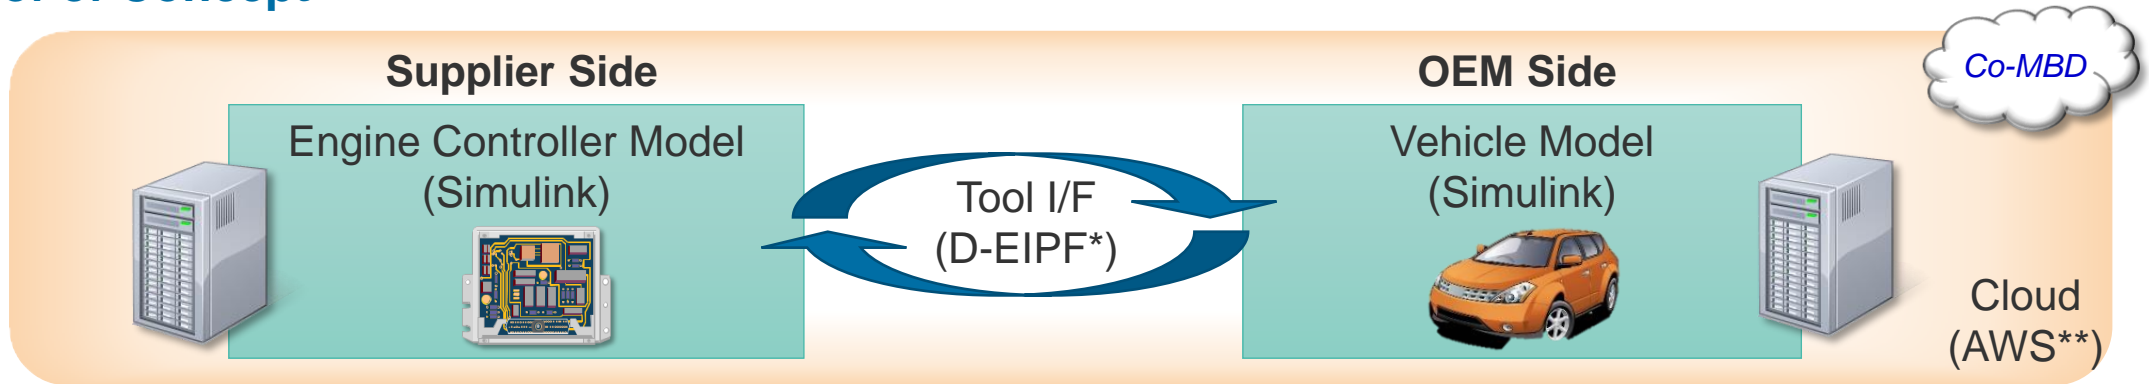 Supplier Side
OEM Side
Co-MBD
Engine Controller Model
(Simulink)
Tool I/F
(D-EIPF*)
Vehicle Model
(Simulink)
Cloud
(AWS**)